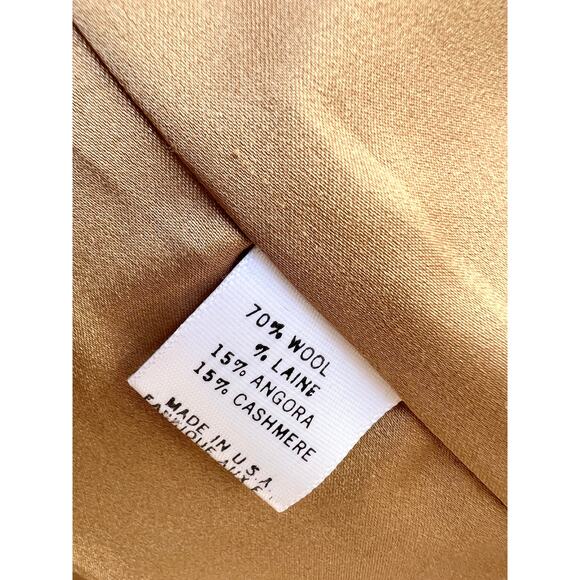 70% WOOL
% LAINE
15% ANGORA
15% CASHMERE
MADE IN U.S.A.